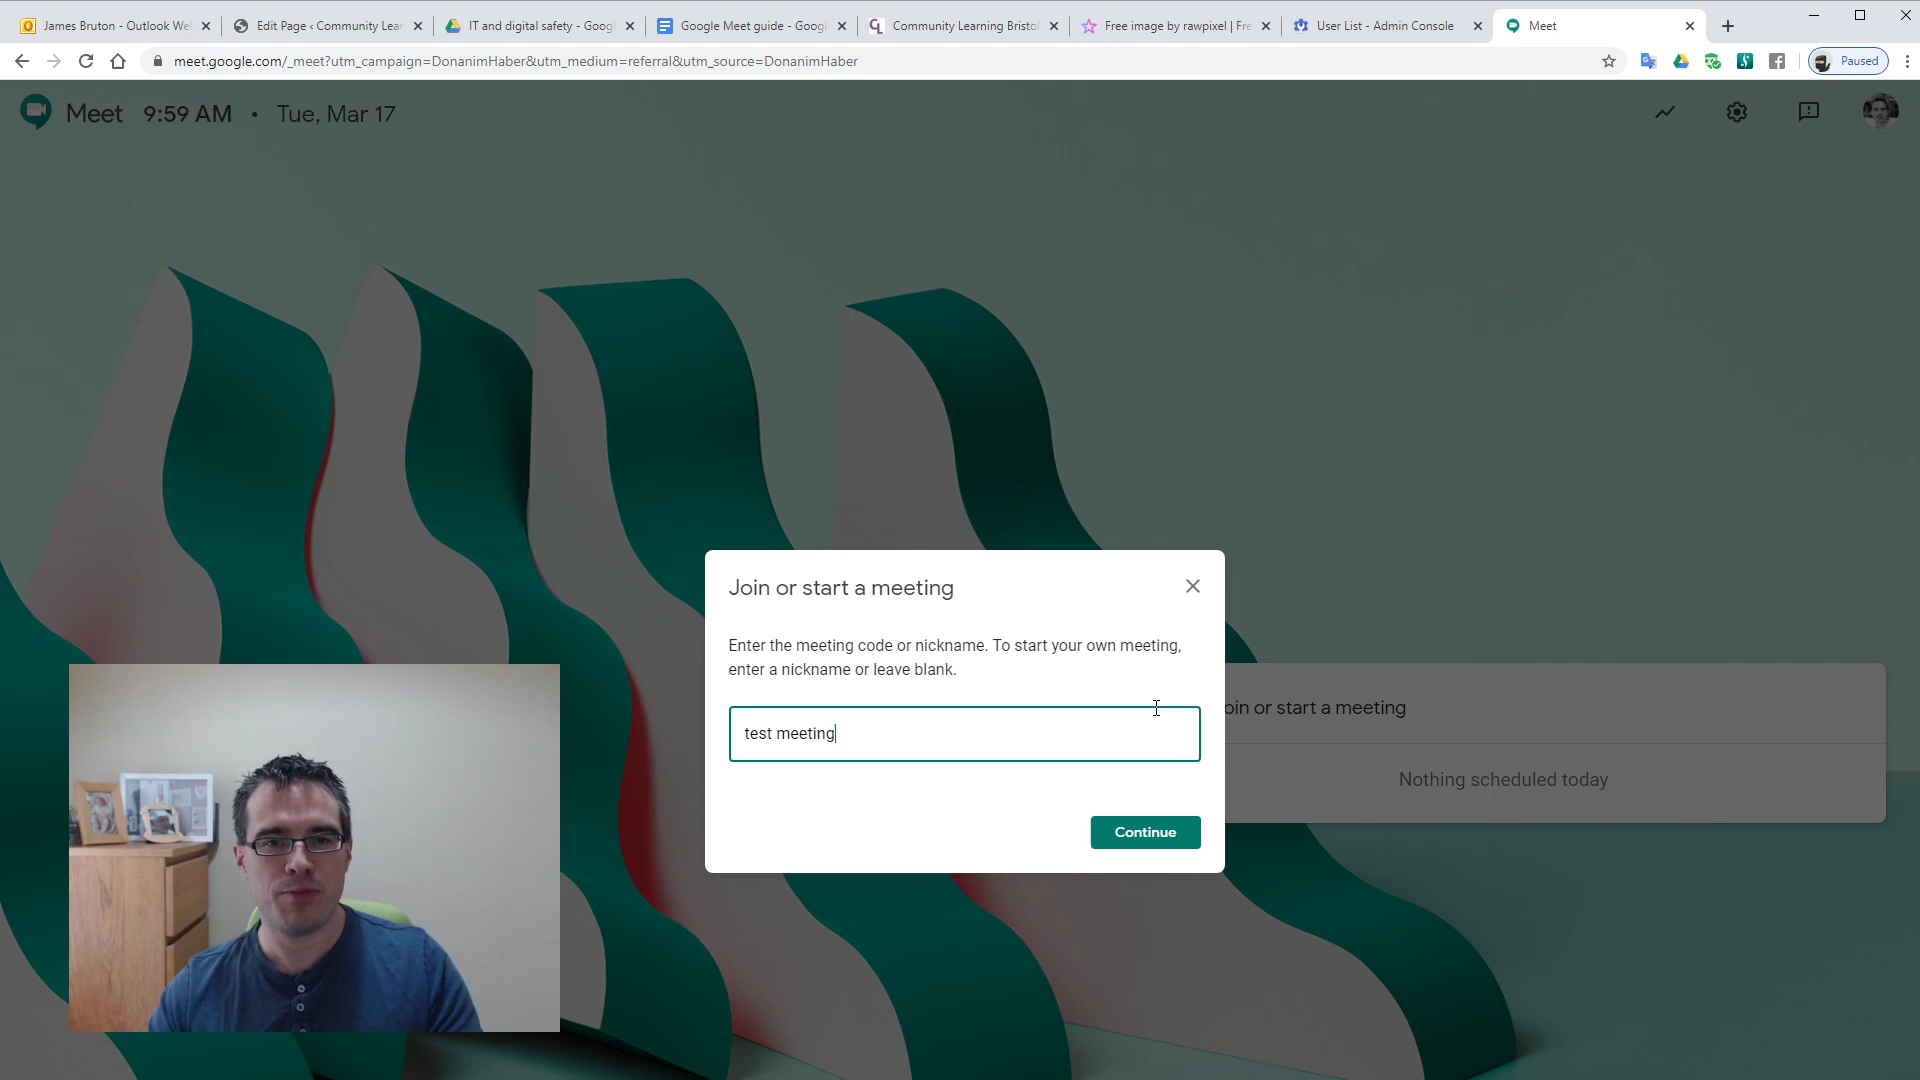 James Bruton - Outlook We
Edit Page ‹ Community Lear
IT and digital safety - Googl
Google Meet guide - Googl
Community Learning Bristol
Free image by rawpixel | Fre
User List - Admin Console
Meet
meet.google.com/_meet?utm_campaign=DonanimHaber&utm_medium=referral&utm_source=DonanimHaber
Paused
Meet 9:59 AM • Tue, Mar 17
Join or start a meeting
Enter the meeting code or nickname. To start your own meeting,
enter a nickname or leave blank.
test meeting
Continue
oin or start a meeting
Nothing scheduled today